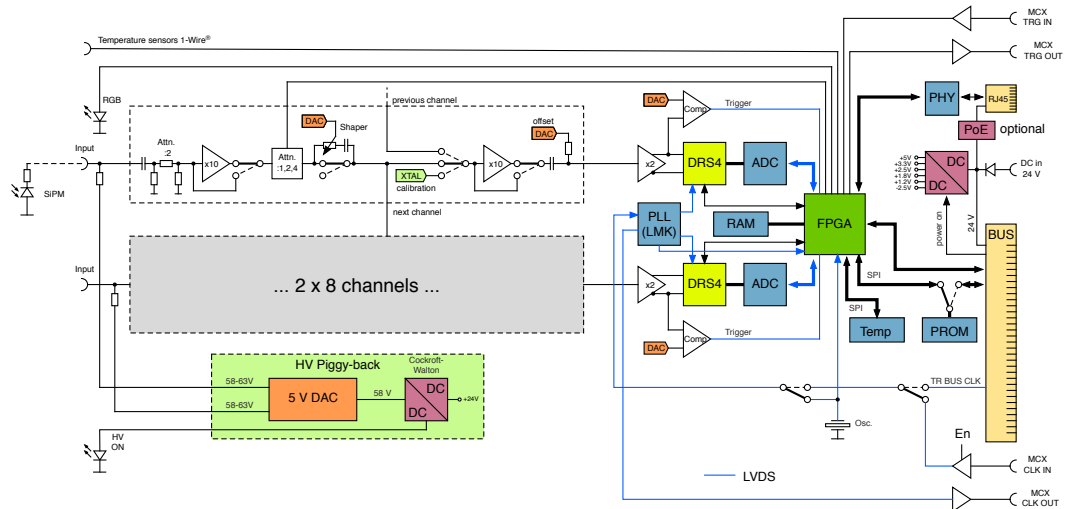 MCX
TRG IN
Temperature sensors 1-Wire®
MCX
TRG OUT
RGB
previous channel
DAC
Comp
Trigger
PHY
RJ45
DAC
Shaper
offset
DAC
PoE
optional
Input
Attn.
:2
x10
Attn.
:1,2,4
x10
x2
DRS4
ADC
+5V
+3.3V
+2.5V
+1.8V
+1.2V
-2.5V
DC
DC
DC in
24 V
SiPM
XTAL
calibration
next channel
PLL
(LMK)
RAM
FPGA
power on
24 V
BUS
Input
... 2 x 8 channels ...
x2
DRS4
ADC
SPI
SPI
Temp
PROM
DAC
Comp
Trigger
HV Piggy-back
Cockroft-
Walton
58-63V
58-63V
5 V DAC
58 V
DC
DC
+24V
TR BUS CLK
Osc.
HV
ON
En
MCX
CLK IN
LVDS
MCX
CLK OUT